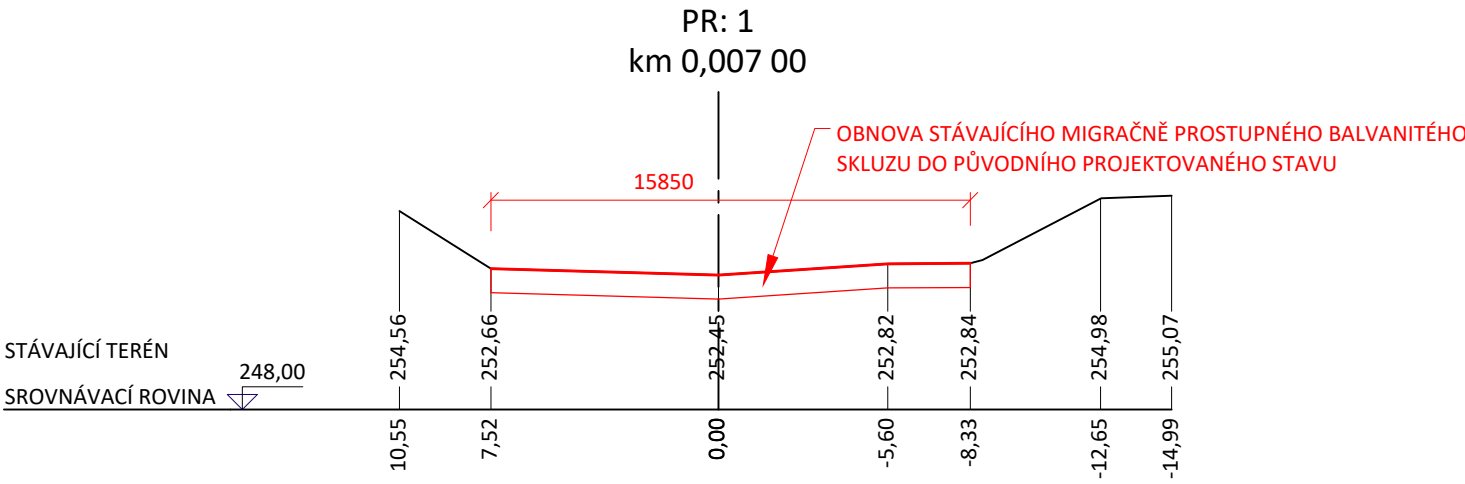 PR: 1
km 0,007 00
OBNOVA STÁVAJÍCÍHO MIGRAČNĚ PROSTUPNÉHO BALVANITÉHO
SKLUZU DO PŮVODNÍHO PROJEKTOVANÉHO STAVU
15850
STÁVAJÍCÍ TERÉN
254,56
252,66
252,45
252,82
252,84
254,98
255,07
248,00
SROVNÁVACÍ ROVINA
10,55
7,52
0,00
-5,60
-8,33
-12,65
-14,99